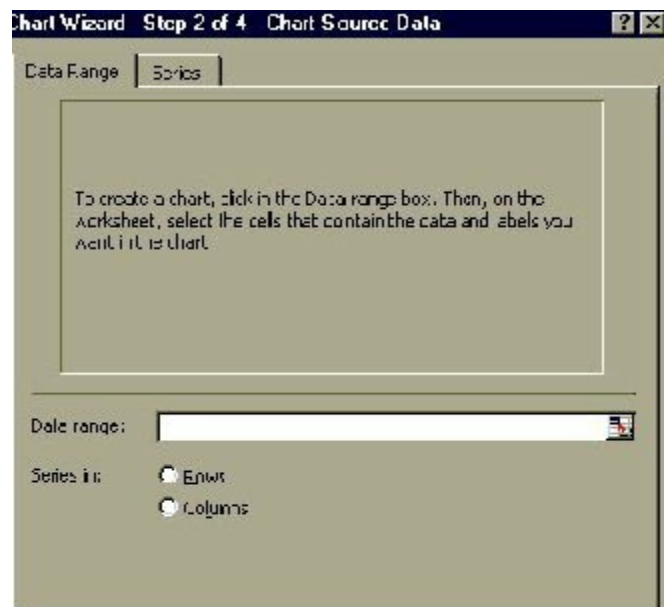 Chart Wizard Step 2 of 4 Chart Source Data
Data Range Series
To create a chart, click in the Data range box. Then, on the
worksheet, select the cells that contain the data and labels you
want in the chart
Data range:
Series in:
Rows
Columns